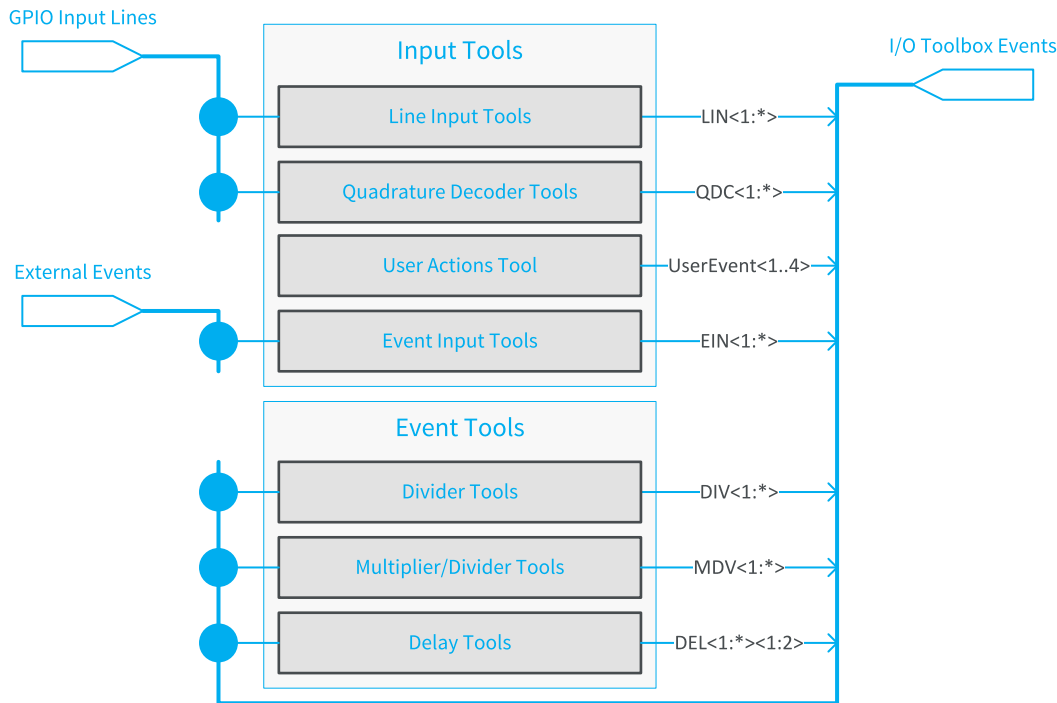 GPIO Input Lines
I/O Toolbox Events
Input Tools
Line Input Tools
LIN<1:*>
Quadrature Decoder Tools
QDC<1:*>
User Actions Tool
UserEvent<1..4>
External Events
Event Input Tools
EIN<1:*>
Event Tools
Divider Tools
DIV<1:*>
Multiplier/Divider Tools
MDV<1:*>
Delay Tools
DEL<1:*><1:2>